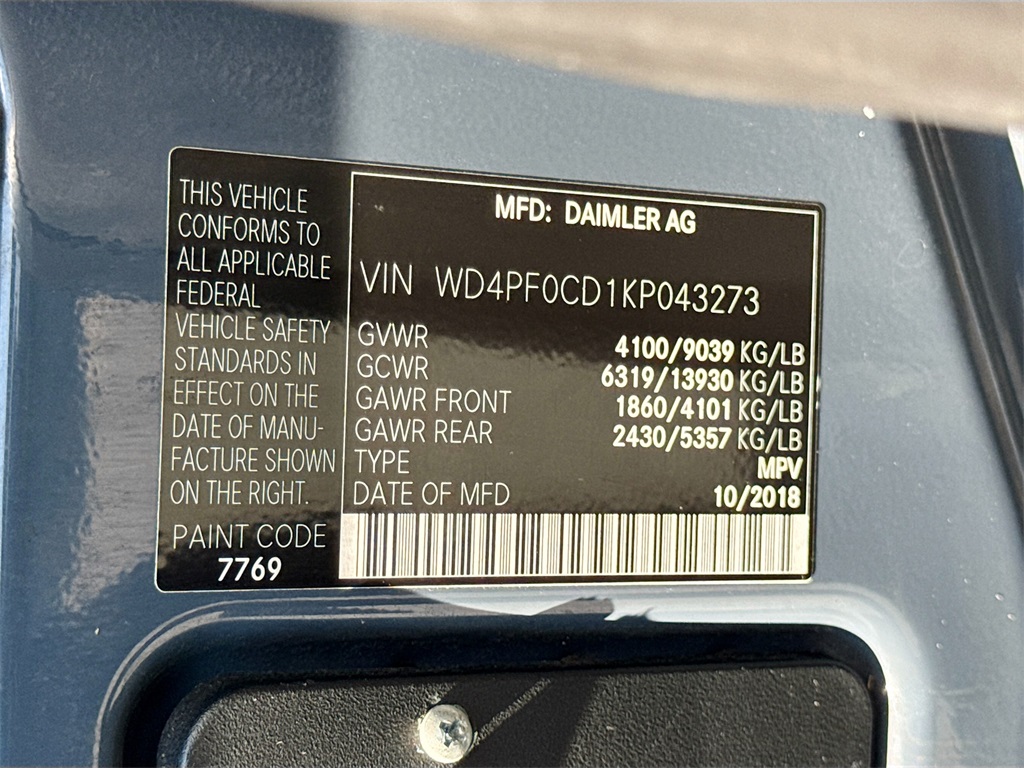 THIS VEHICLE
CONFORMS TO
ALL APPLICABLE
FEDERAL
VEHICLE SAFETY
STANDARDS IN
EFFECT ON THE
DATE OF MANU-
FACTURE SHOWN
ON THE RIGHT.
PAINT CODE
7769
MFD: DAIMLER AG
VIN WD4PF0CD1KP043273
GVWR 4100/9039 KG/LB
GCWR 6319/13930 KG/LB
GAWR FRONT 1860/4101 KG/LB
GAWR REAR 2430/5357 KG/LB
TYPE MPV
DATE OF MFD 10/2018